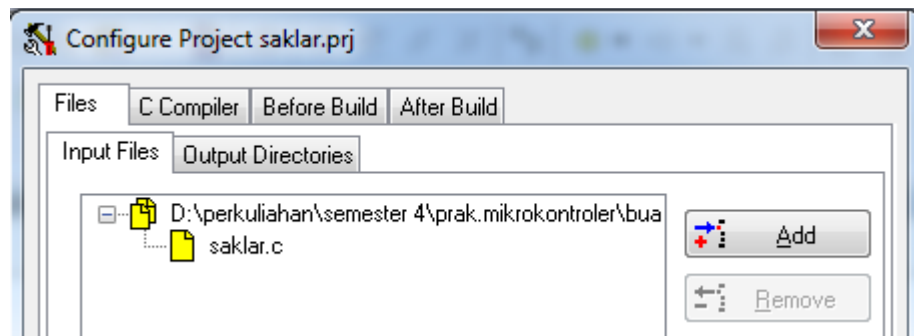 Configure Project saklar.prj
Files C Compiler Before Build After Build
Input Files Output Directories
D:\perkuliahan\semester 4\prak.mikrokontroler\bua
saklar.c
Add
Remove